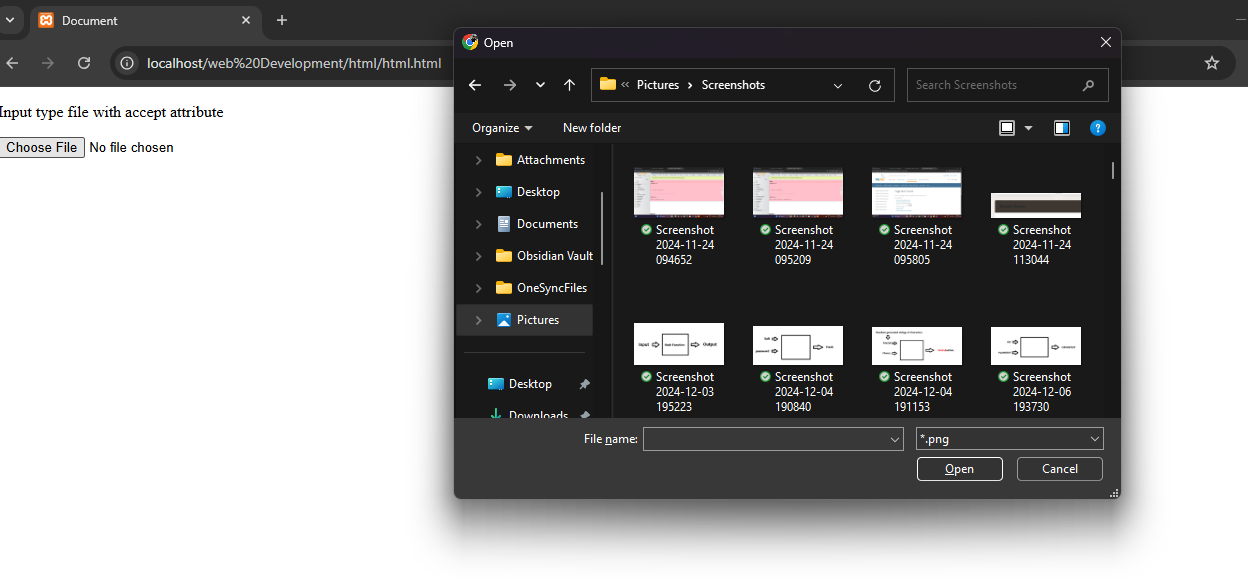 Document
localhost/web%20Development/html/html.html
Input type file with accept attribute
Choose File No file chosen
Open
Pictures Screenshots
Search Screenshots
Organize New folder
Attachments
Desktop
Documents
Obsidian Vault
OneSyncFiles
Pictures
Desktop
Downloads
Screenshot
2024-11-24
094652
Screenshot
2024-11-24
095209
Screenshot
2024-11-24
095805
Screenshot
2024-11-24
113044
Input Output
Screenshot
2024-12-03
195223
Screenshot
2024-12-04
190840
Screenshot
2024-12-04
191153
Screenshot
2024-12-06
193730
File name:
*.png
Open Cancel